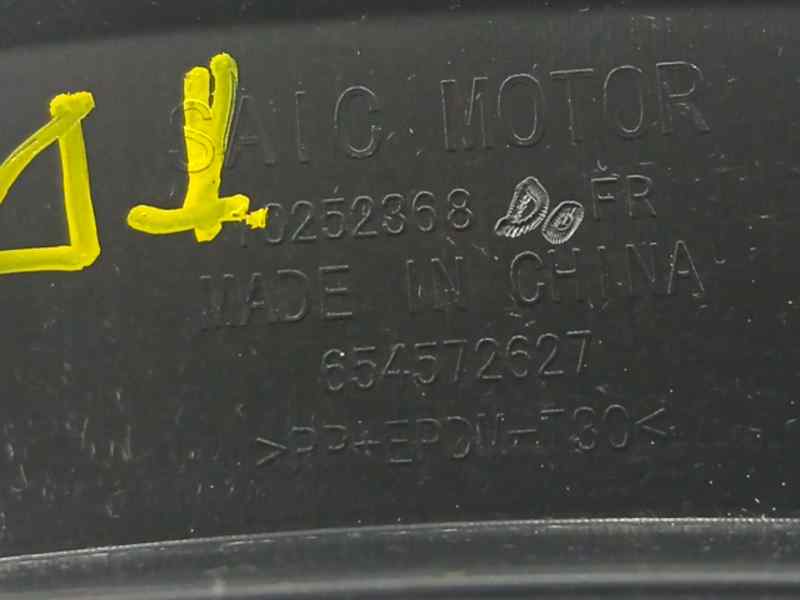 SAIC MOTOR
10252368 FR
MADE IN CHINA
654572627
>PP+EPDM-T30<